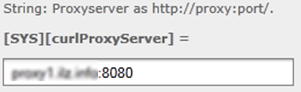 String: Proxyserver as http://proxy:port/.
[SYS][curlProxyServer] =
:8080